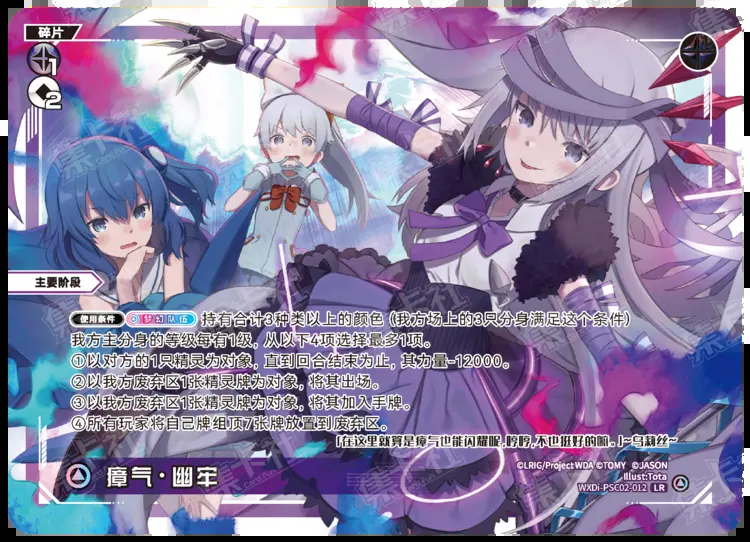 碎片
1
2
主要阶段
使用条件 梦幻队伍 持有合计3种类以上的颜色 (我方场上的3只分身满足这个条件)
我方主分身的等级每有1级, 从以下4项选择最多1项。
①以对方的1只精灵为对象, 直到回合结束为止, 其力量-12000。
②以我方废弃区1张精灵牌为对象, 将其出场。
③以我方废弃区1张精灵牌为对象, 将其加入手牌。
④所有玩家将自己牌组顶7张牌放置到废弃区。
「在这里就算是瘴气也能闪耀呢,哼哼,不也挺好的嘛。」~乌莉丝~
瘴气·幽牢
©LRIG/ProjectWDA ©TOMY ©JASON
Illust:Tota
WXDi-PSC02-012 LR